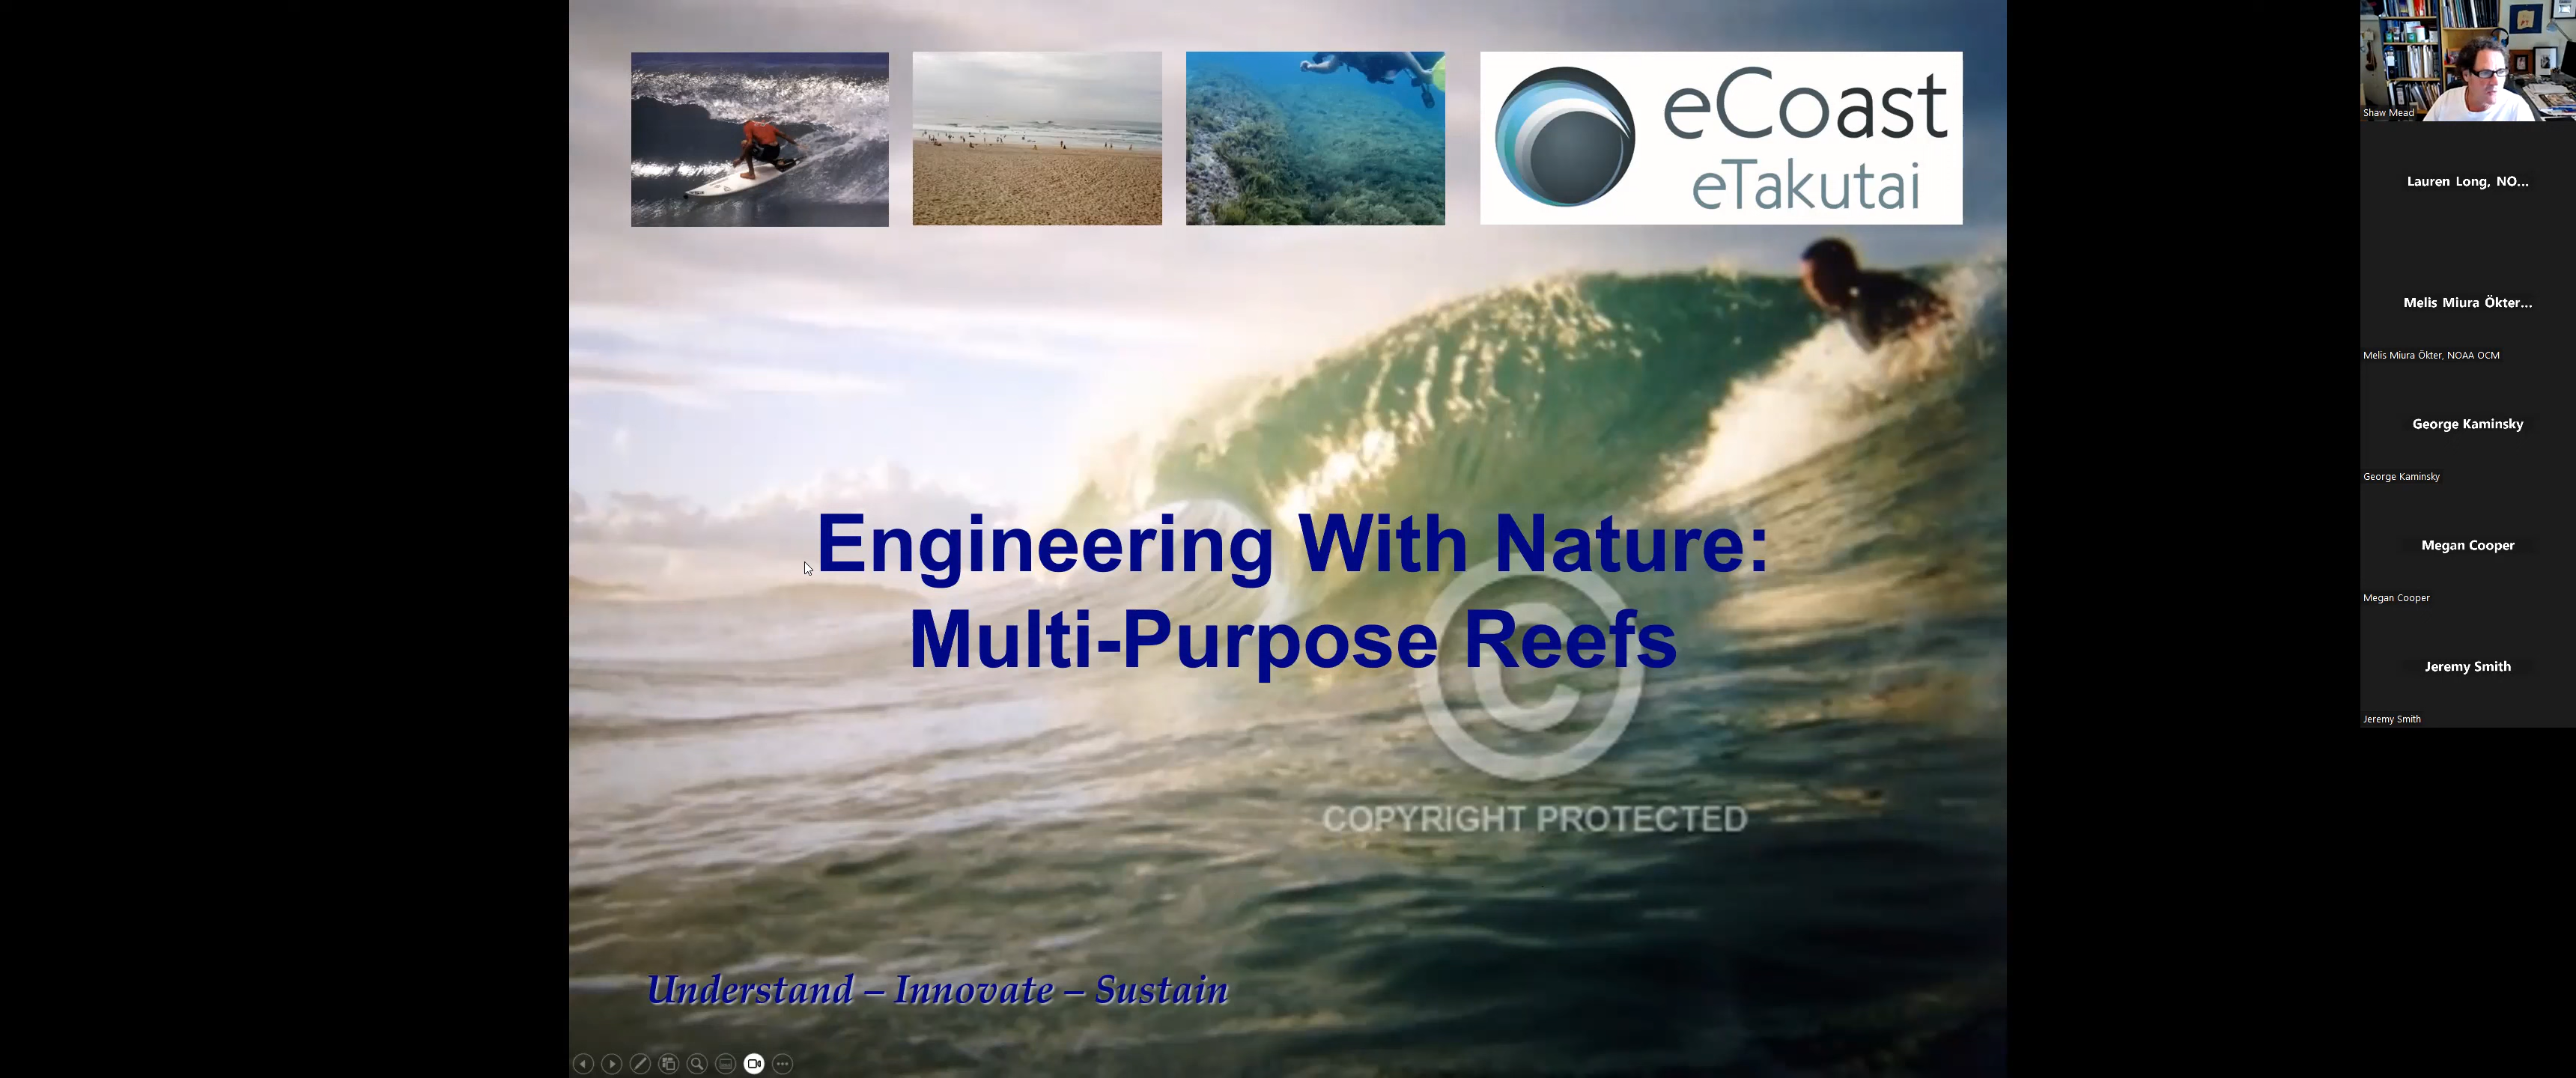 eCoast
eTakutai
Engineering With Nature:
Multi-Purpose Reefs
COPYRIGHT PROTECTED
Understand – Innovate – Sustain
Shaw Mead
Lauren Long, NO...
Melis Miura Ökter...
Melis Miura Ökter, NOAA OCM
George Kaminsky
George Kaminsky
Megan Cooper
Megan Cooper
Jeremy Smith
Jeremy Smith